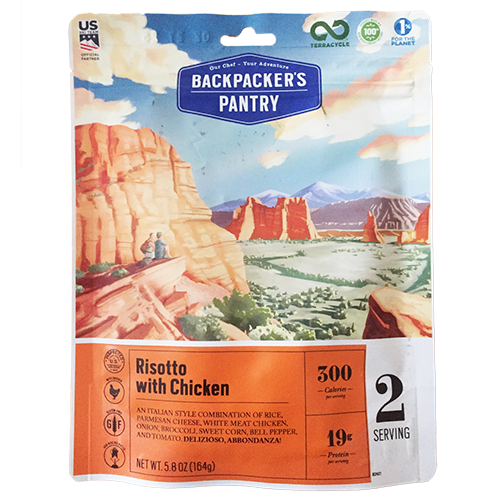 US
SKI TEAM
OFFICIAL
PARTNER
TERRACYCLE
100%
1%
FOR THE
PLANET
Our Chef - Your Adventure
BACKPACKER'S
PANTRY
Risotto
with Chicken
AN ITALIAN STYLE COMBINATION OF RICE,
PARMESAN CHEESE, WHITE MEAT CHICKEN,
ONION, BROCCOLI, SWEET CORN, BELL PEPPER,
AND TOMATO. DELIZIOSO, ABBONDANZA!
NET WT. 5.8 OZ (164g)
300
Calories
per serving
19g
Protein
per serving
2
SERVING
U.S.
GF